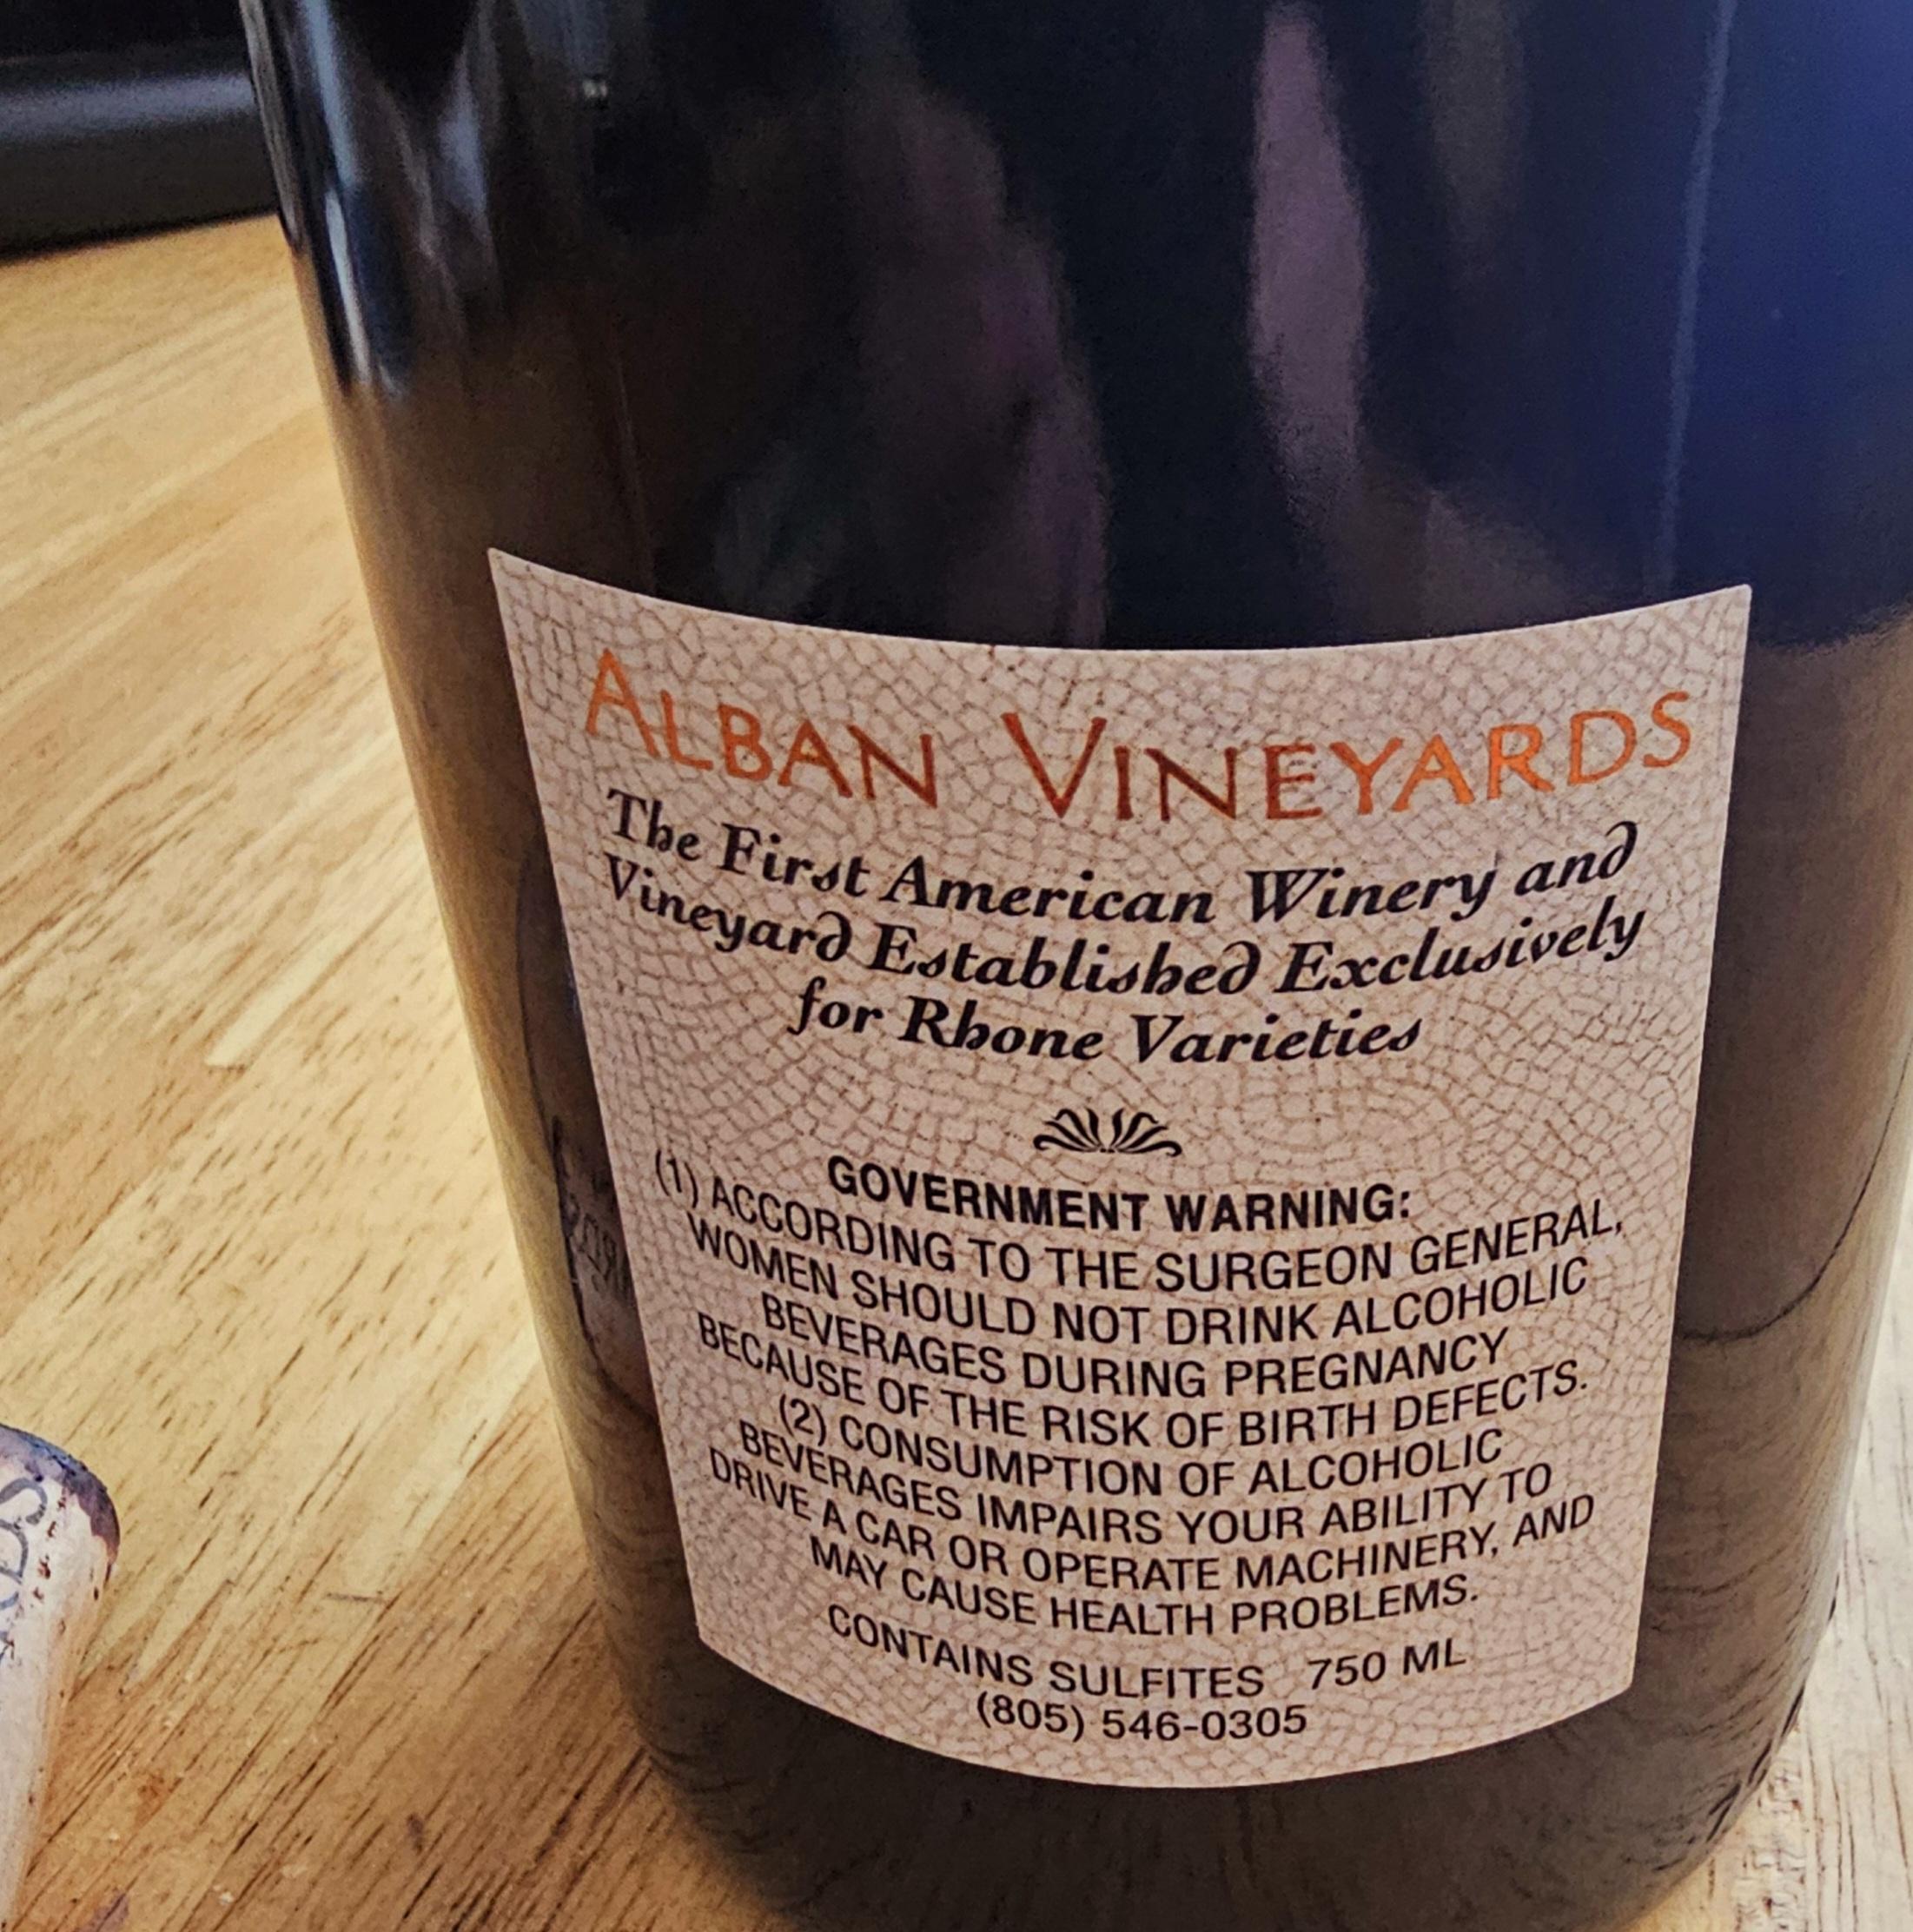 ALBAN VINEYARDS
The First American Winery and
Vineyard Established Exclusively
for Rhone Varieties
GOVERNMENT WARNING:
(1) ACCORDING TO THE SURGEON GENERAL,
WOMEN SHOULD NOT DRINK ALCOHOLIC
BEVERAGES DURING PREGNANCY
BECAUSE OF THE RISK OF BIRTH DEFECTS.
(2) CONSUMPTION OF ALCOHOLIC
BEVERAGES IMPAIRS YOUR ABILITY TO
DRIVE A CAR OR OPERATE MACHINERY, AND
MAY CAUSE HEALTH PROBLEMS.
CONTAINS SULFITES 750 ML
(805) 546-0305